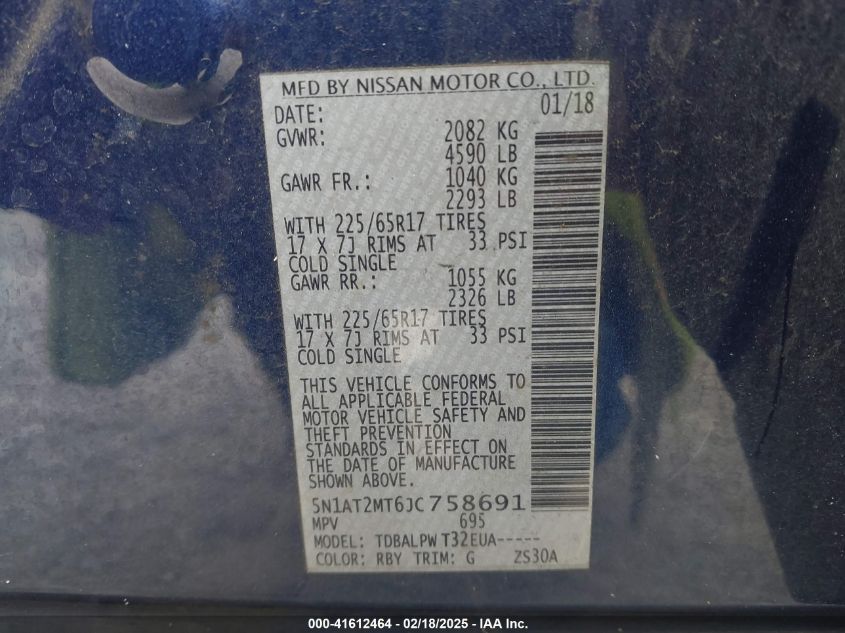 MFD BY NISSAN MOTOR CO., LTD.
DATE: 01/18
GVWR: 2082 KG
4590 LB
GAWR FR.: 1040 KG
2293 LB
WITH 225/65R17 TIRES
17 X 7J RIMS AT 33 PSI
COLD SINGLE
GAWR RR.: 1055 KG
2326 LB
WITH 225/65R17 TIRES
17 X 7J RIMS AT 33 PSI
COLD SINGLE
THIS VEHICLE CONFORMS TO
ALL APPLICABLE FEDERAL
MOTOR VEHICLE SAFETY AND
THEFT PREVENTION
STANDARDS IN EFFECT ON
THE DATE OF MANUFACTURE
SHOWN ABOVE.
5N1AT2MT6JC758691
MPV 695
MODEL: TDBALPW T32EUA-----
COLOR: RBY TRIM: G ZS30A
000-41612464 - 02/18/2025 - IAA Inc.